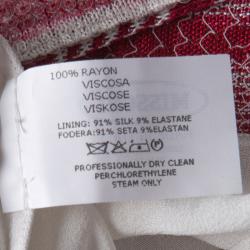 100% RAYON
VISCOSA
VISCOSE
VISKOSE
LINING: 91% SILK 9% ELASTANE
FODERA: 91% SETA 9% ELASTAN
PROFESSIONALLY DRY CLEAN
PERCHLORETHYLENE
STEAM ONLY